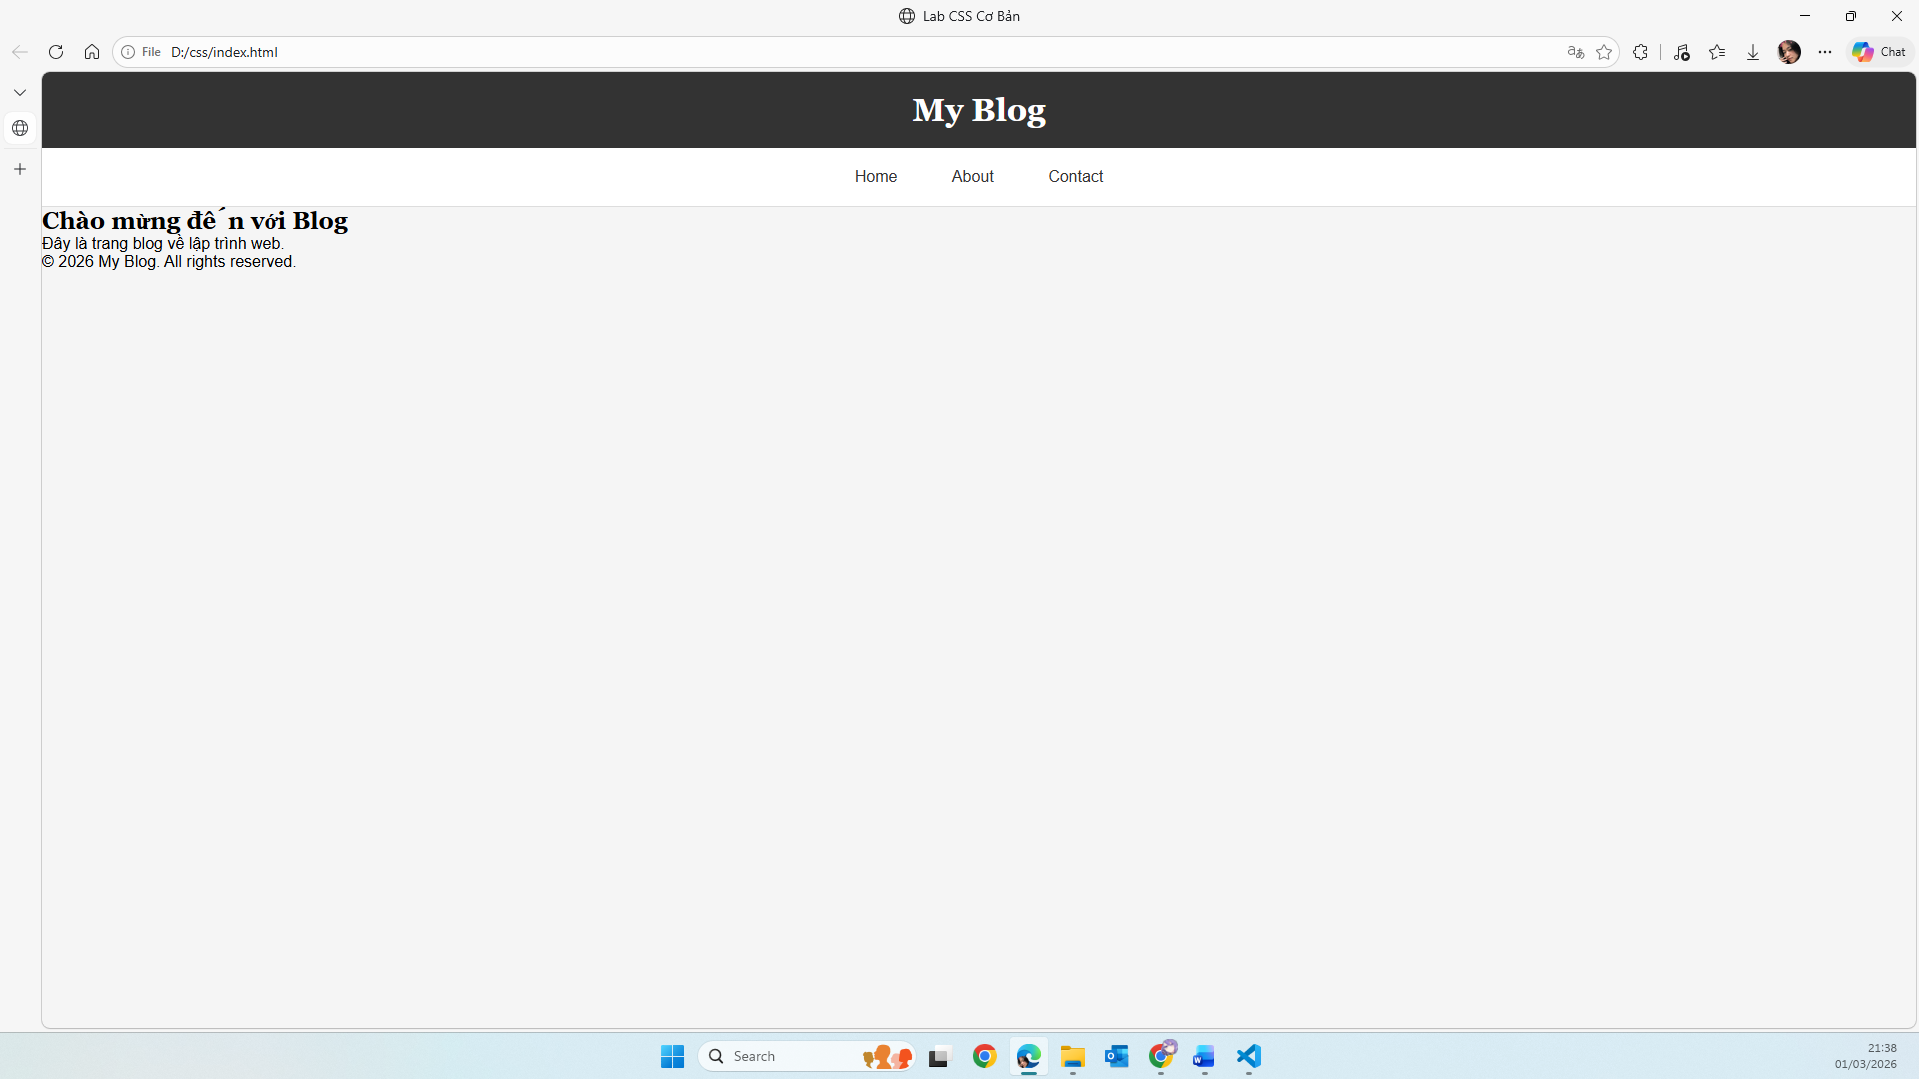 Lab CSS Cơ Bản
File D:/css/index.html
Chat
My Blog
Home About Contact
Chào mừng đến với Blog
Đây là trang blog về lập trình web.
© 2026 My Blog. All rights reserved.
Search
21:38
01/03/2026